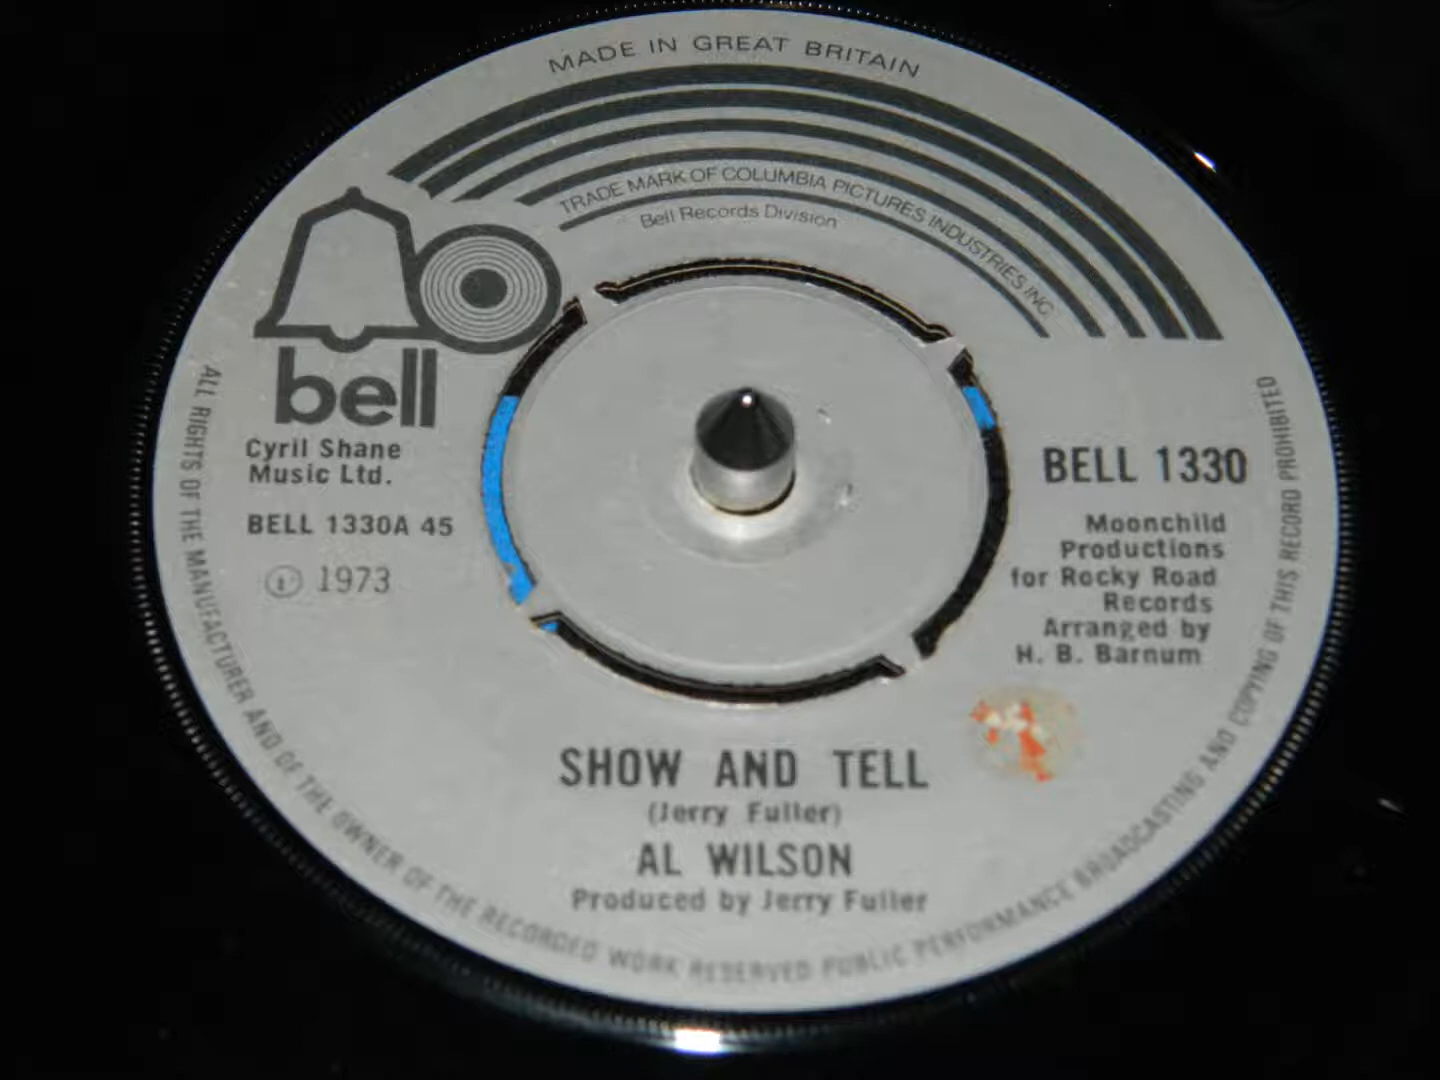 MADE IN GREAT BRITAIN
TRADE MARK OF COLUMBIA PICTURES INDUSTRIES INC.
Bell Records Division
bell
Cyril Shane
Music Ltd.
BELL 1330A 45
Ⓟ 1973
BELL 1330
Moonchild
Productions
for Rocky Road
Records
Arranged by
H. B. Barnum
SHOW AND TELL
(Jerry Fuller)
AL WILSON
Produced by Jerry Fuller
ALL RIGHTS OF THE MANUFACTURER AND OF THE OWNER OF THE RECORDED WORK RESERVED PUBLIC PERFORMANCE BROADCASTING AND COPYING OF THIS RECORD PROHIBITED